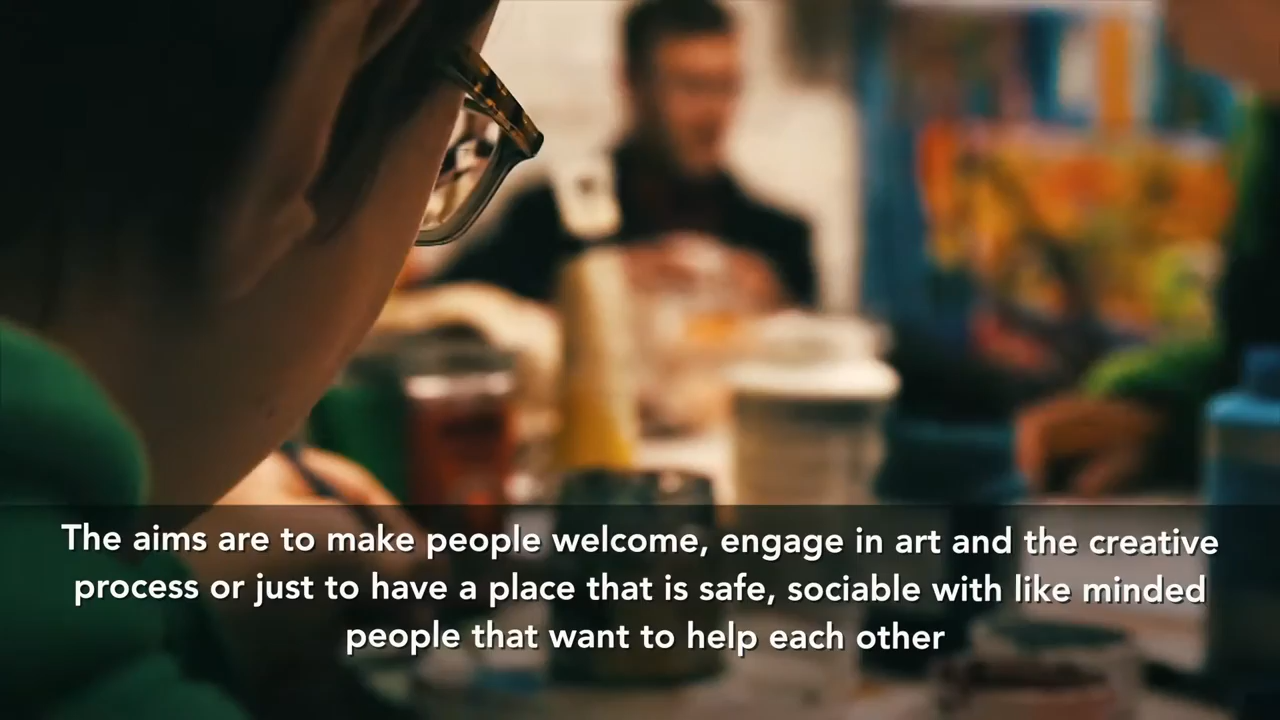 The aims are to make people welcome, engage in art and the creative
process or just to have a place that is safe, sociable with like minded
people that want to help each other